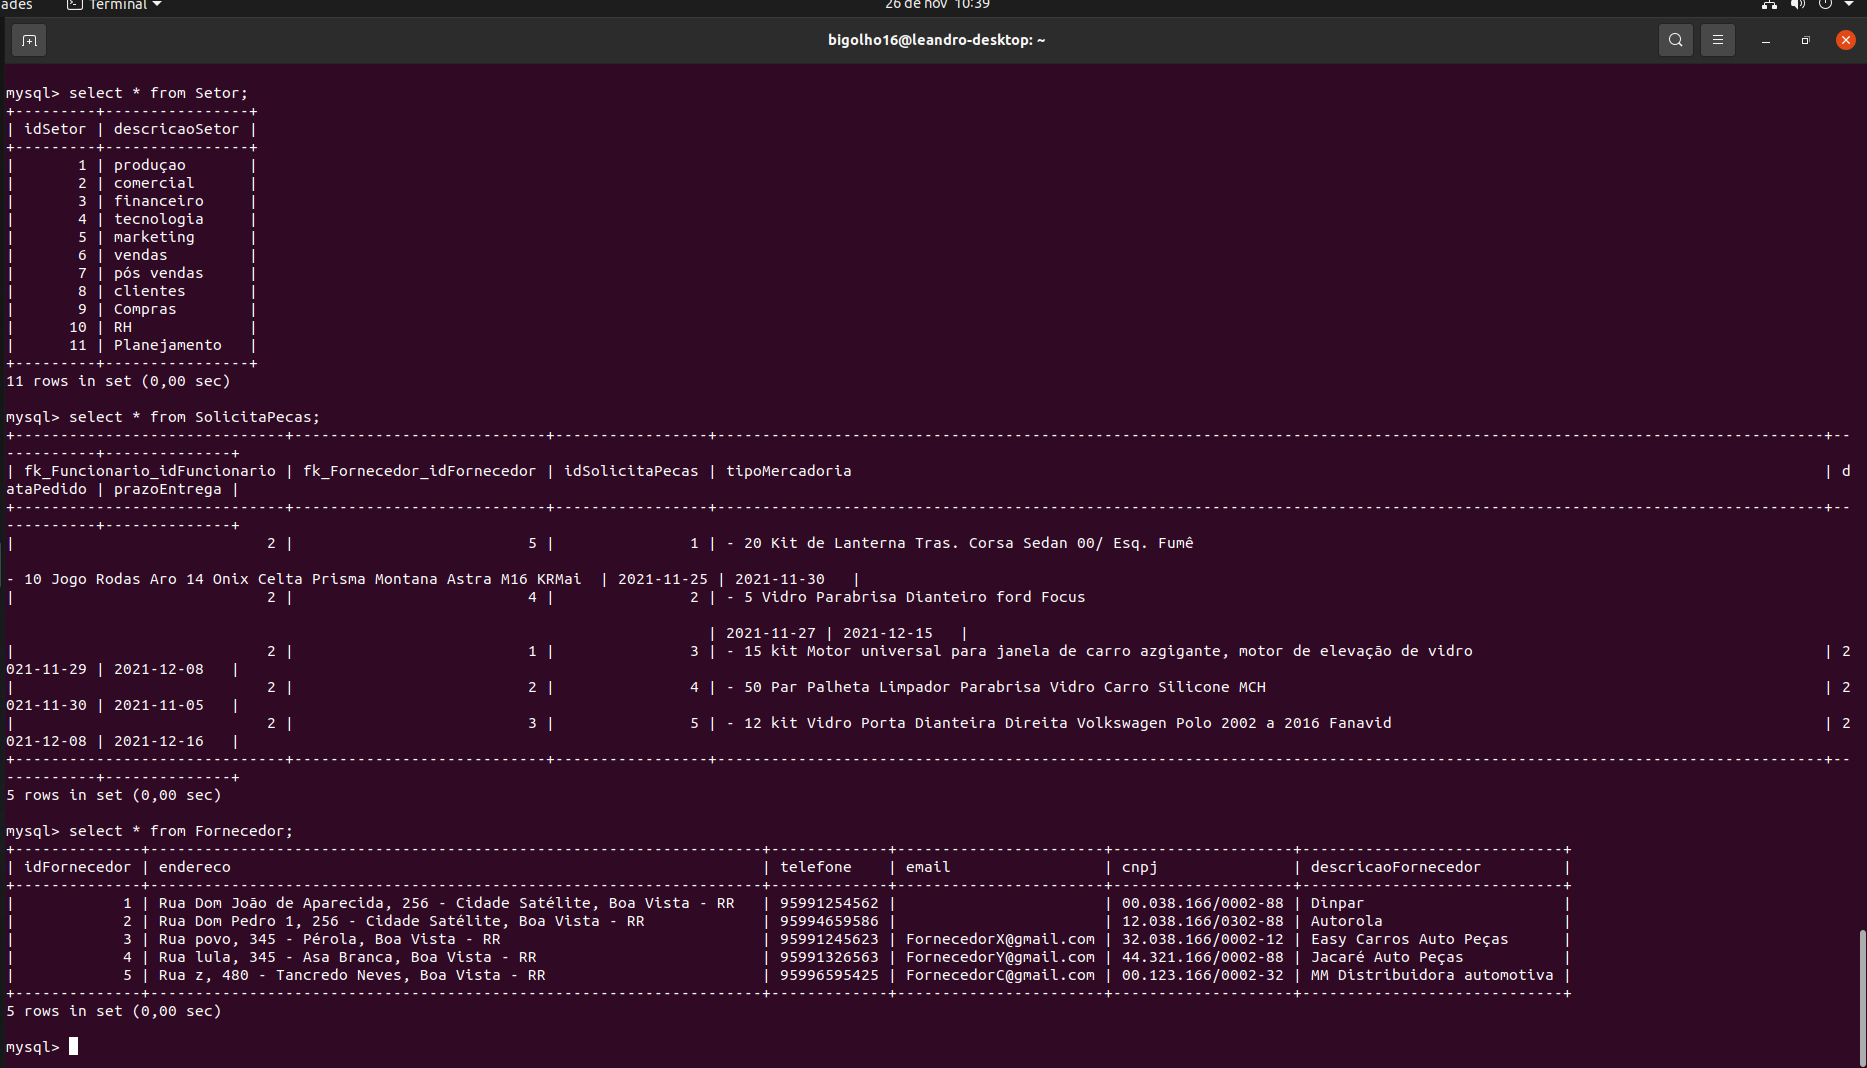 ades Terminal 26 de nov 10:39
bigolho16@leandro-desktop: ~
mysql> select * from Setor;
+---------+----------------+
| idSetor | descricaoSetor |
+---------+----------------+
|       1 | produçao       |
|       2 | comercial      |
|       3 | financeiro     |
|       4 | tecnologia     |
|       5 | marketing      |
|       6 | vendas         |
|       7 | pós vendas     |
|       8 | clientes       |
|       9 | Compras        |
|      10 | RH             |
|      11 | Planejamento   |
+---------+----------------+
11 rows in set (0,00 sec)
mysql> select * from SolicitaPecas;
+------------------------------+----------------------------+-----------------+---------------------------------------------------------------------------------------------------------------------------+--
----------+--------------+
| fk_Funcionario_idFuncionario | fk_Fornecedor_idFornecedor | idSolicitaPecas | tipoMercadoria | d
ataPedido | prazoEntrega |
+------------------------------+----------------------------+-----------------+---------------------------------------------------------------------------------------------------------------------------+--
----------+--------------+
|                            2 |                          5 |               1 | - 20 Kit de Lanterna Tras. Corsa Sedan 00/ Esq. Fumê
- 10 Jogo Rodas Aro 14 Onix Celta Prisma Montana Astra M16 KRMai  | 2021-11-25 | 2021-11-30   |
|                            2 |                          4 |               2 | - 5 Vidro Parabrisa Dianteiro ford Focus
| 2021-11-27 | 2021-12-15   |
|                            2 |                          1 |               3 | - 15 kit Motor universal para janela de carro azgigante, motor de elevação de vidro | 2
021-11-29 | 2021-12-08   |
|                            2 |                          2 |               4 | - 50 Par Palheta Limpador Parabrisa Vidro Carro Silicone MCH | 2
021-11-30 | 2021-11-05   |
|                            2 |                          3 |               5 | - 12 kit Vidro Porta Dianteira Direita Volkswagen Polo 2002 a 2016 Fanavid | 2
021-12-08 | 2021-12-16   |
+------------------------------+----------------------------+-----------------+---------------------------------------------------------------------------------------------------------------------------+--
----------+--------------+
5 rows in set (0,00 sec)
mysql> select * from Fornecedor;
+--------------+--------------------------------------------------------------------+-------------+-----------------------+--------------------+-----------------------------+
| idFornecedor | endereco                                                           | telefone    | email                 | cnpj               | descricaoFornecedor         |
+--------------+--------------------------------------------------------------------+-------------+-----------------------+--------------------+-----------------------------+
|            1 | Rua Dom João de Aparecida, 256 - Cidade Satélite, Boa Vista - RR   | 95991254562 |                       | 00.038.166/0002-88 | Dinpar                      |
|            2 | Rua Dom Pedro 1, 256 - Cidade Satélite, Boa Vista - RR             | 95994659586 |                       | 12.038.166/0302-88 | Autorola                    |
|            3 | Rua povo, 345 - Pérola, Boa Vista - RR                             | 95991245623 | FornecedorX@gmail.com | 32.038.166/0002-12 | Easy Carros Auto Peças      |
|            4 | Rua lula, 345 - Asa Branca, Boa Vista - RR                         | 95991326563 | FornecedorY@gmail.com | 44.321.166/0002-88 | Jacaré Auto Peças           |
|            5 | Rua z, 480 - Tancredo Neves, Boa Vista - RR                        | 95996595425 | FornecedorC@gmail.com | 00.123.166/0002-32 | MM Distribuidora automotiva |
+--------------+--------------------------------------------------------------------+-------------+-----------------------+--------------------+-----------------------------+
5 rows in set (0,00 sec)
mysql>